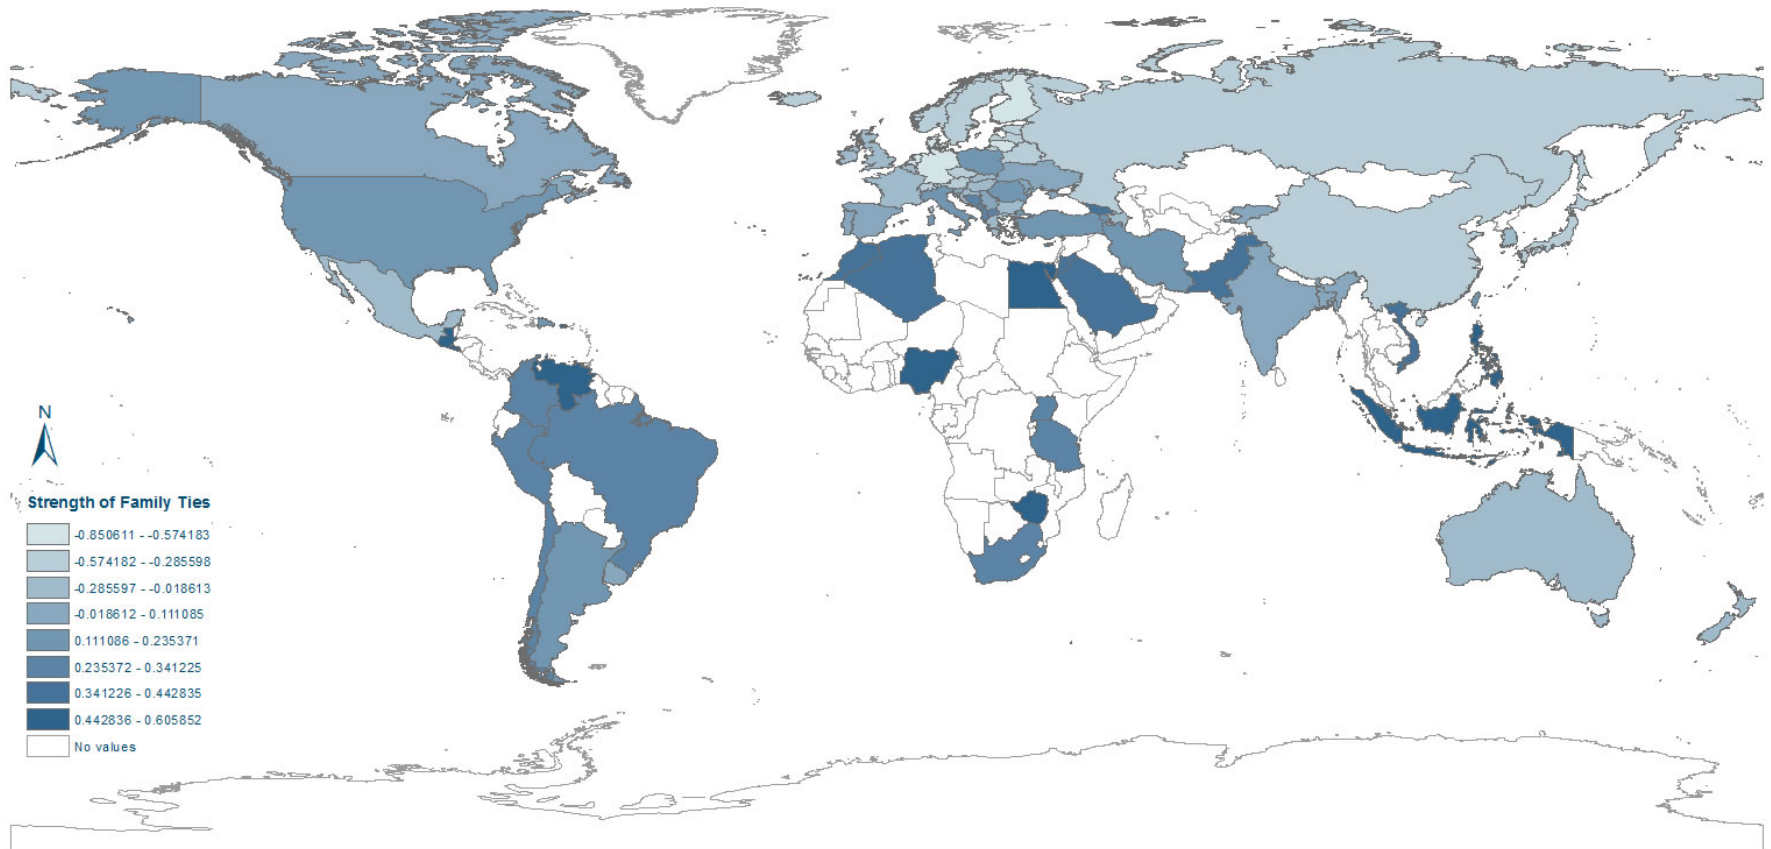 N
Strength of Family Ties
-0.850611 - -0.574183
-0.574182 - -0.285598
-0.285597 - -0.018613
-0.018612 - 0.111085
0.111086 - 0.235371
0.235372 - 0.341225
0.341226 - 0.442835
0.442836 - 0.605852
No values